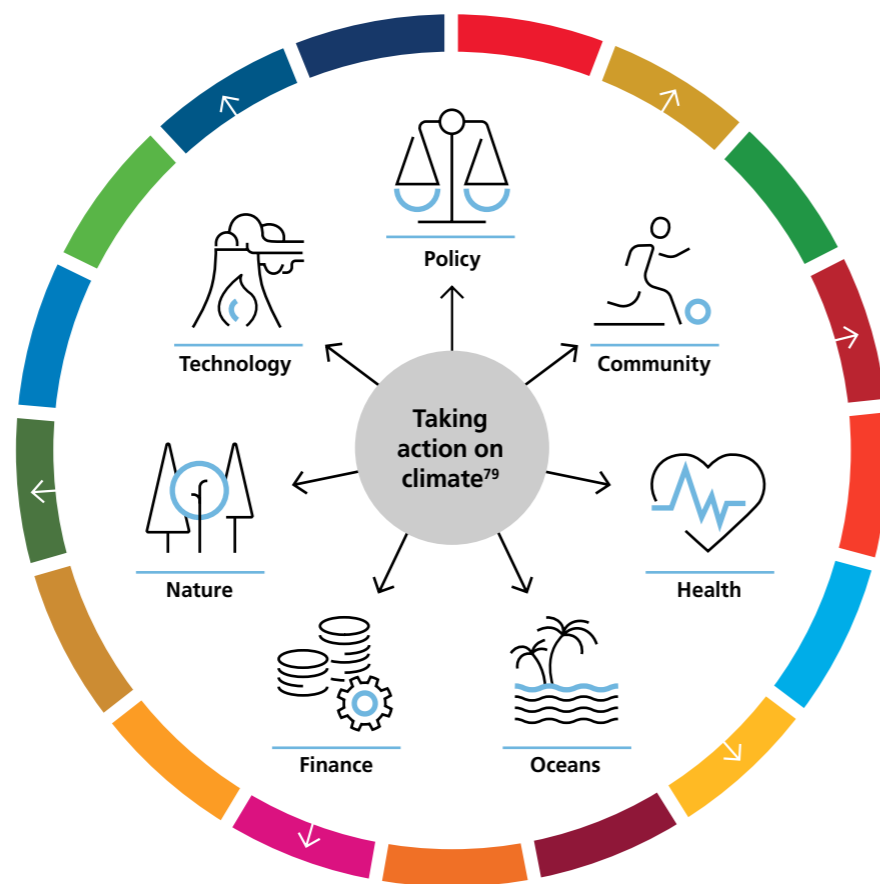 Policy
Technology
Community
Taking
action on
climate⁷⁹
Nature
Health
Finance
Oceans